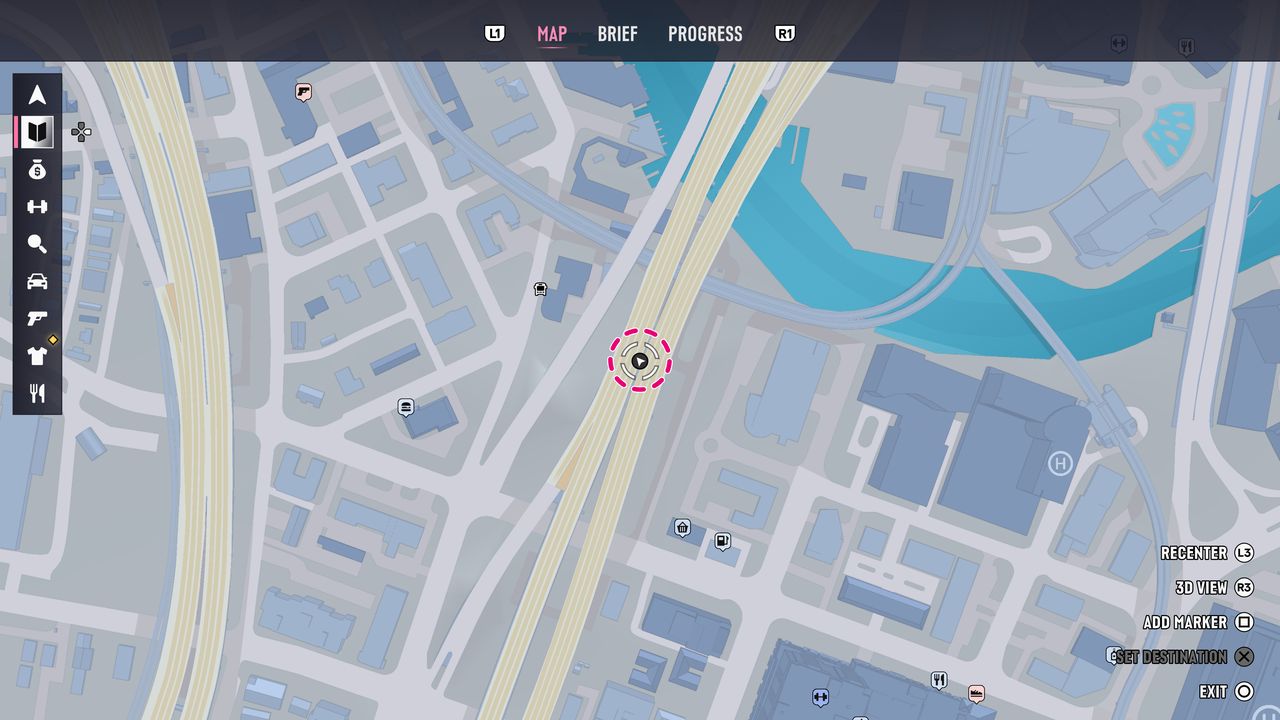 L1 MAP BRIEF PROGRESS R1
H
RECENTER L3
3D VIEW R3
ADD MARKER
SET DESTINATION
EXIT